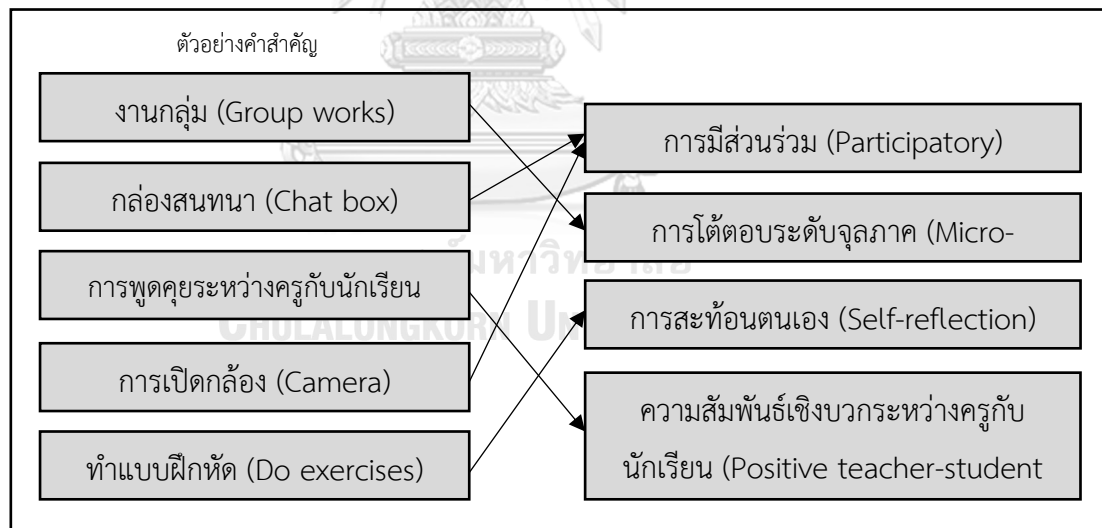 ตัวอย่างคำสำคัญ
งานกลุ่ม (Group works)
กล่องสนทนา (Chat box)
การพูดคุยระหว่างครูกับนักเรียน
การเปิดกล้อง (Camera)
ทำแบบฝึกหัด (Do exercises)
การมีส่วนร่วม (Participatory)
การโต้ตอบระดับจุลภาค (Micro-
การสะท้อนตนเอง (Self-reflection)
ความสัมพันธ์เชิงบวกระหว่างครูกับ
นักเรียน (Positive teacher-student
CHULALONGKORN